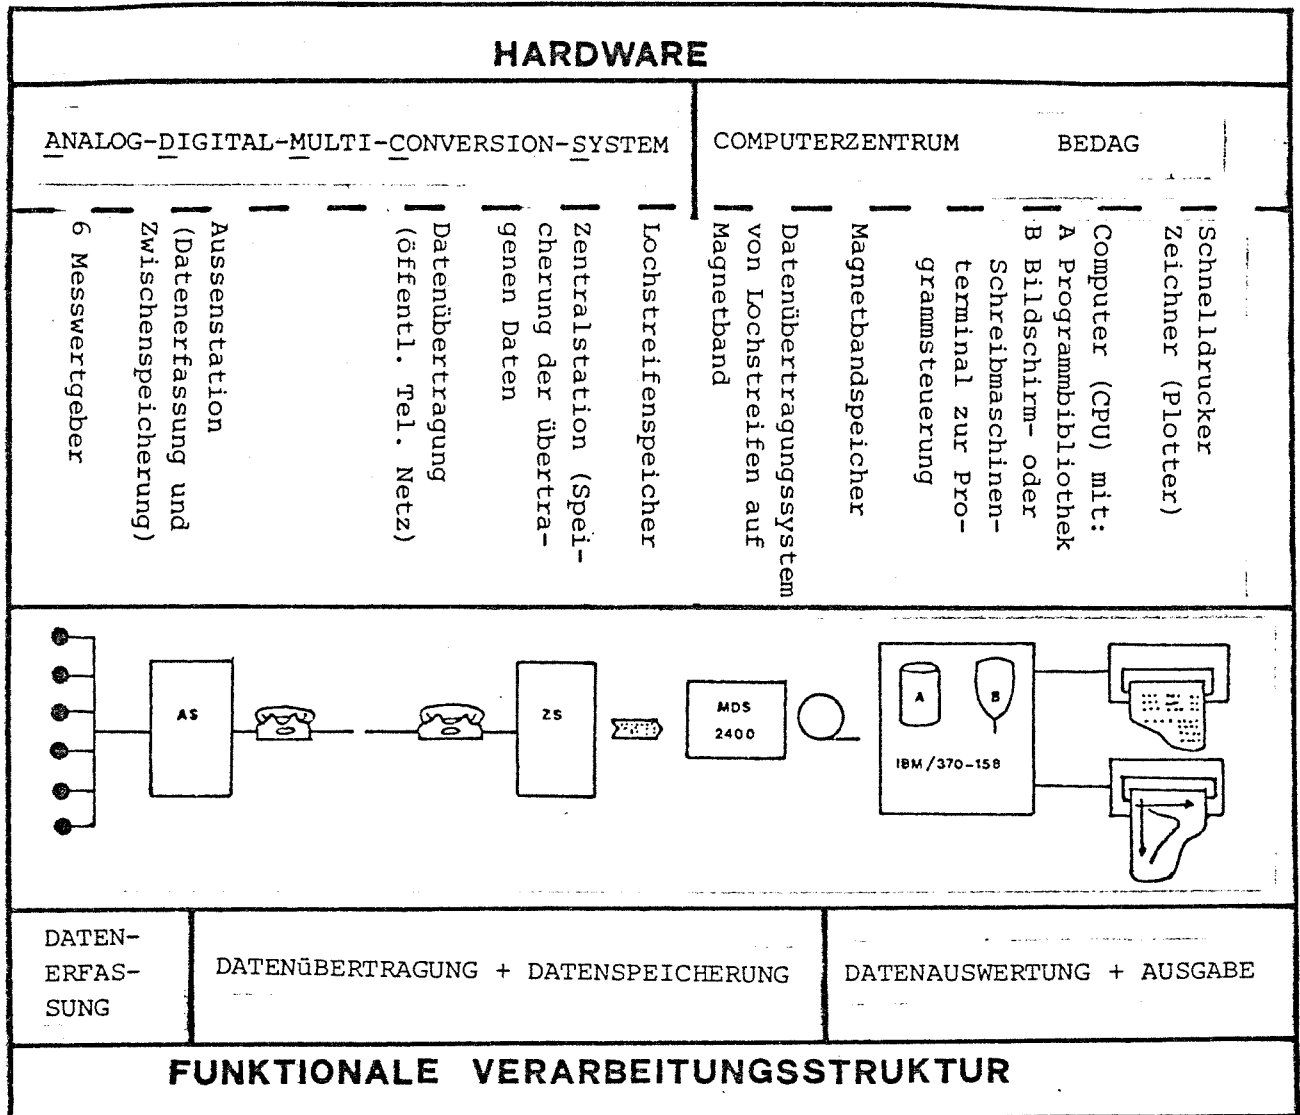 HARDWARE
ANALOG-DIGITAL-MULTI-CONVERSION-SYSTEM
COMPUTERZENTRUM BEDAG
6 Messwertgeber
Aussenstation
(Datenerfassung und
Zwischenspeicherung)
Datenübertragung
(öffentl. Tel. Netz)
Zentralstation (Spei-
cherung der übertra-
genen Daten
Lochstreifenspeicher
Datenübertragungssystem
von Lochstreifen auf
Magnetband
Magnetbandspeicher
Computer (CPU) mit:
A Programmbibliothek
B Bildschirm- oder
Schreibmaschinen-
terminal zur Pro-
grammsteuerung
Schnelldrucker
Zeichner (Plotter)
AS
ZS
MDS
2400
A
B
IBM/370-158
DATEN-
ERFAS-
SUNG
DATENüBERTRAGUNG + DATENSPEICHERUNG
DATENAUSWERTUNG + AUSGABE
FUNKTIONALE VERARBEITUNGSSTRUKTUR